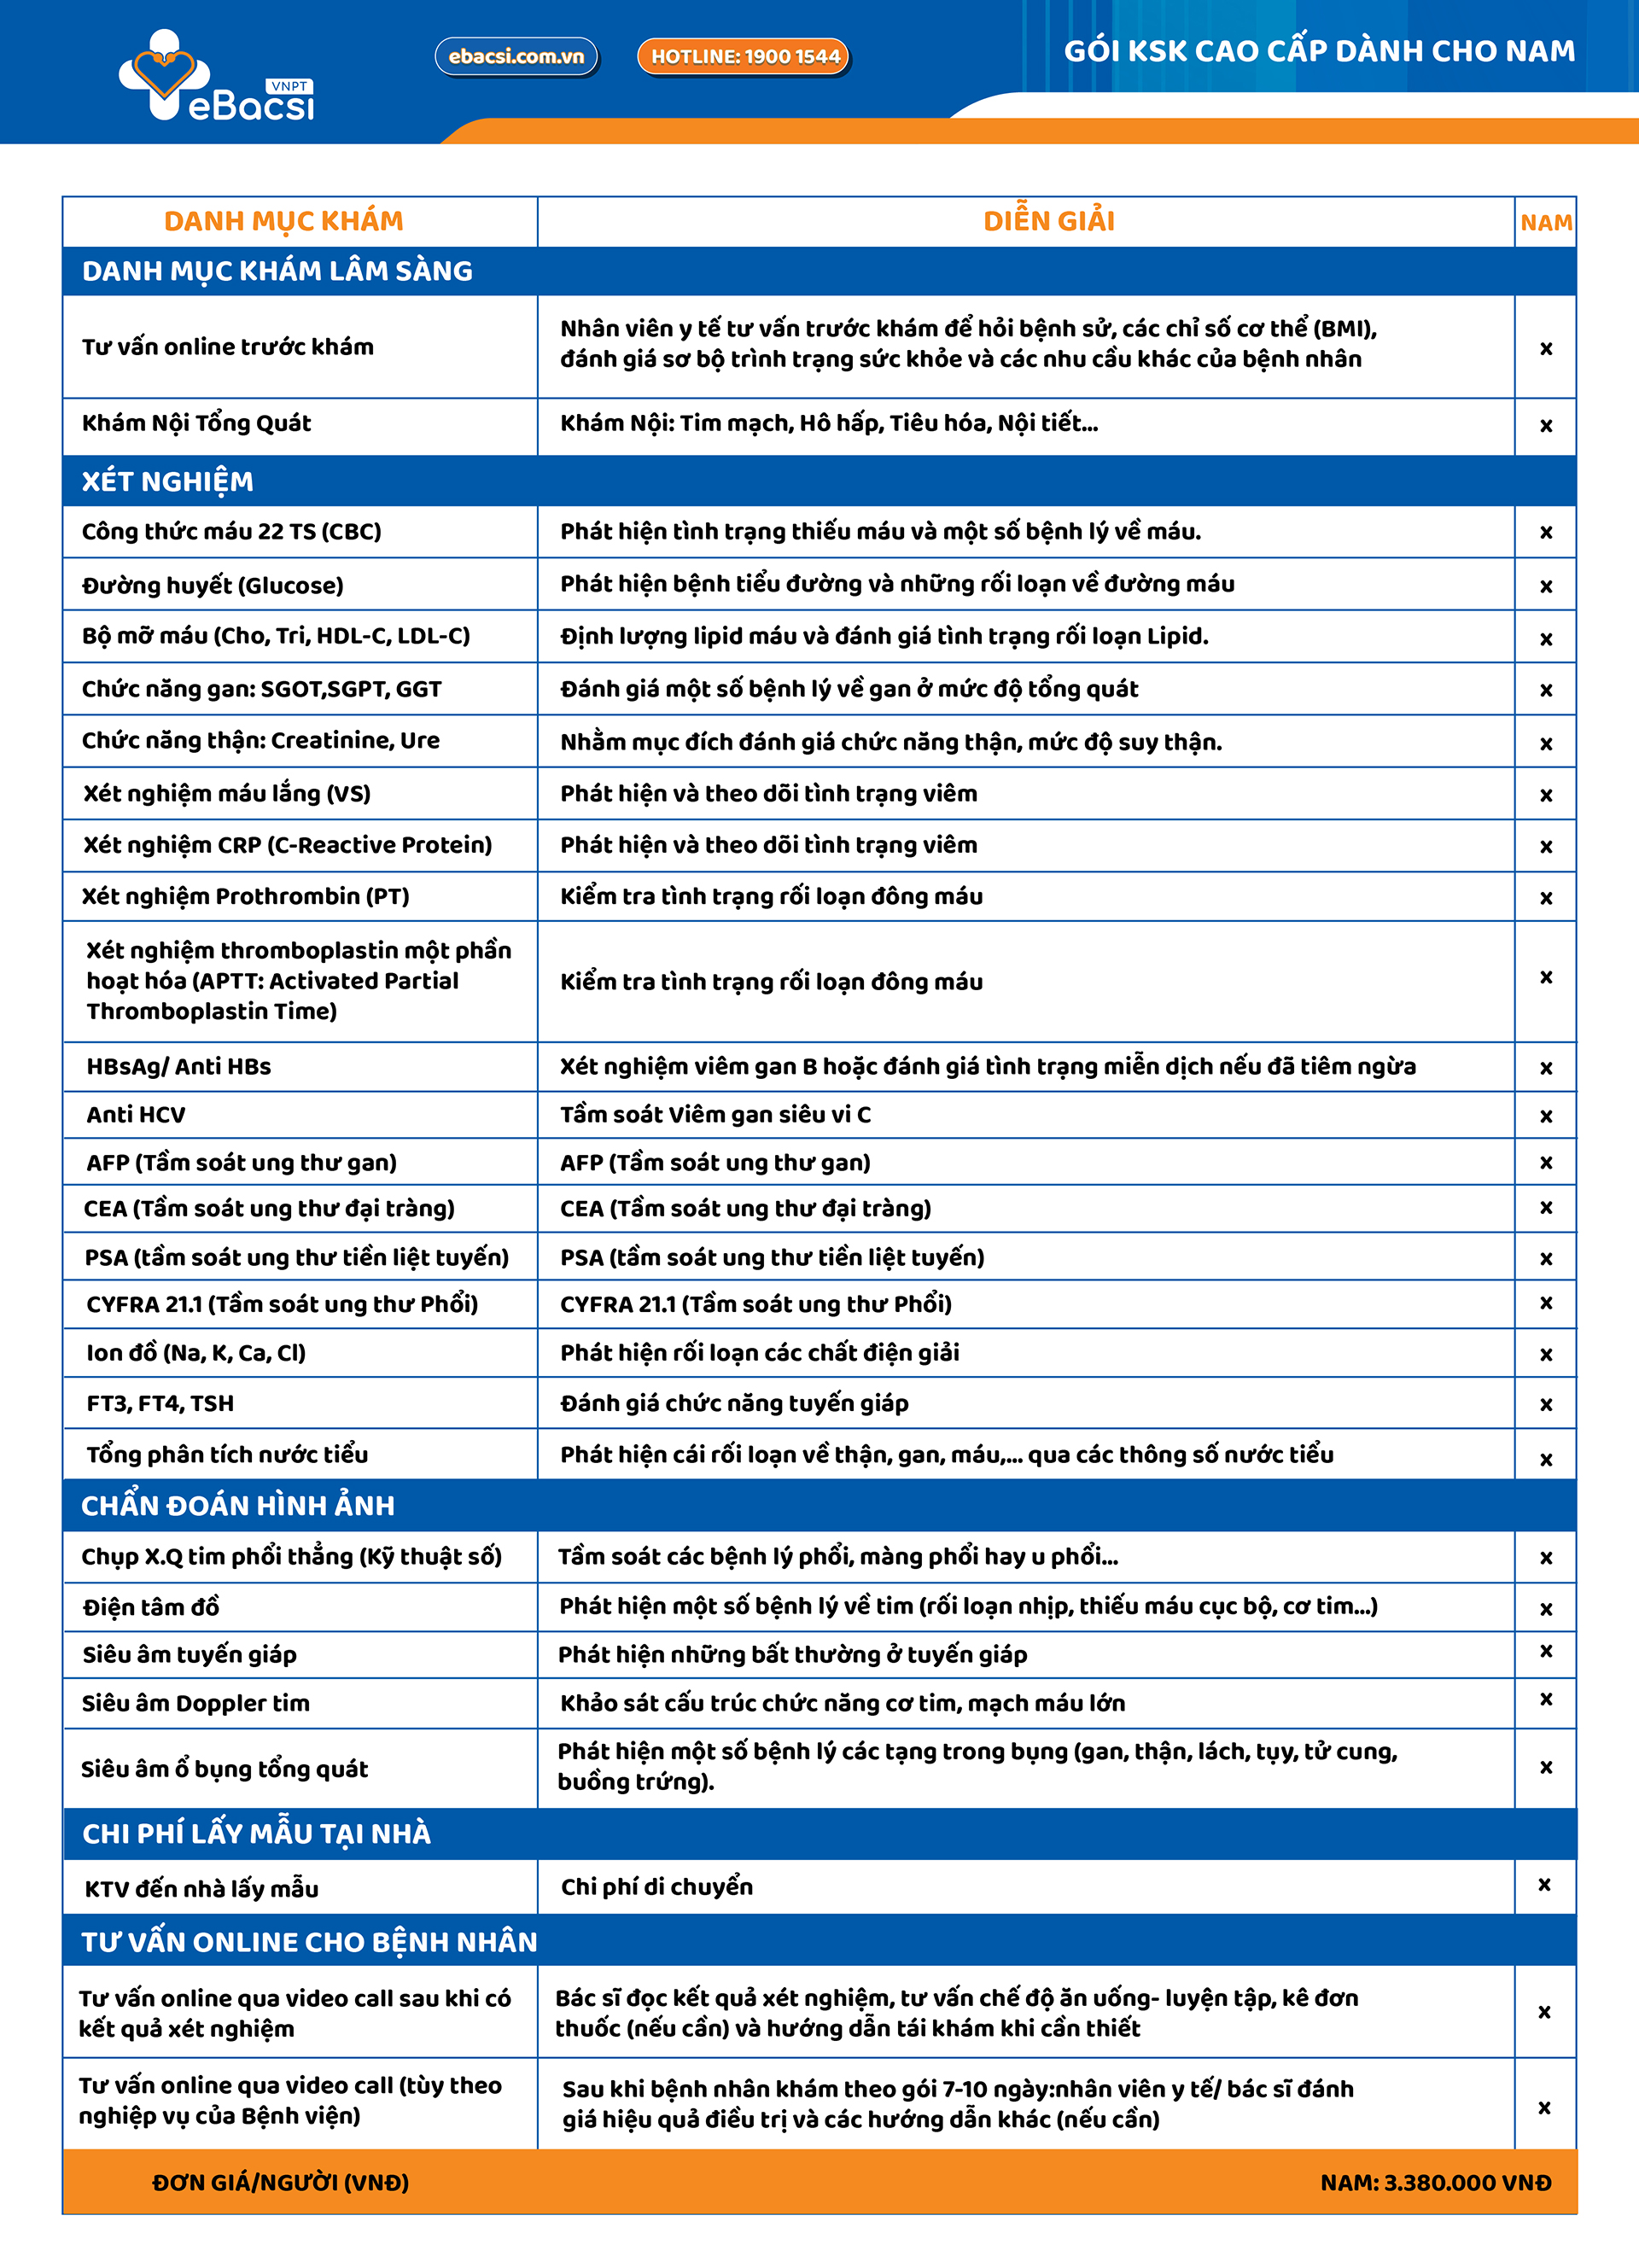 VNPT
eBacsi
ebacsi.com.vn
HOTLINE: 1900 1544
GÓI KSK CAO CẤP DÀNH CHO NAM
DANH MỤC KHÁM
DIỄN GIẢI
NAM
DANH MỤC KHÁM LÂM SÀNG
Tư vấn online trước khám
Nhân viên y tế tư vấn trước khám để hỏi bệnh sử, các chỉ số cơ thể (BMI),
đánh giá sơ bộ trình trạng sức khỏe và các nhu cầu khác của bệnh nhân
x
Khám Nội Tổng Quát
Khám Nội: Tim mạch, Hô hấp, Tiêu hóa, Nội tiết...
x
XÉT NGHIỆM
Công thức máu 22 TS (CBC)
Phát hiện tình trạng thiếu máu và một số bệnh lý về máu.
x
Đường huyết (Glucose)
Phát hiện bệnh tiểu đường và những rối loạn về đường máu
x
Bộ mỡ máu (Cho, Tri, HDL-C, LDL-C)
Định lượng lipid máu và đánh giá tình trạng rối loạn Lipid.
x
Chức năng gan: SGOT,SGPT, GGT
Đánh giá một số bệnh lý về gan ở mức độ tổng quát
x
Chức năng thận: Creatinine, Ure
Nhằm mục đích đánh giá chức năng thận, mức độ suy thận.
x
Xét nghiệm máu lắng (VS)
Phát hiện và theo dõi tình trạng viêm
x
Xét nghiệm CRP (C-Reactive Protein)
Phát hiện và theo dõi tình trạng viêm
x
Xét nghiệm Prothrombin (PT)
Kiểm tra tình trạng rối loạn đông máu
x
Xét nghiệm thromboplastin một phần
hoạt hóa (APTT: Activated Partial
Thromboplastin Time)
Kiểm tra tình trạng rối loạn đông máu
x
HBsAg/ Anti HBs
Xét nghiệm viêm gan B hoặc đánh giá tình trạng miễn dịch nếu đã tiêm ngừa
x
Anti HCV
Tầm soát Viêm gan siêu vi C
x
AFP (Tầm soát ung thư gan)
AFP (Tầm soát ung thư gan)
x
CEA (Tầm soát ung thư đại tràng)
CEA (Tầm soát ung thư đại tràng)
x
PSA (tầm soát ung thư tiền liệt tuyến)
PSA (tầm soát ung thư tiền liệt tuyến)
x
CYFRA 21.1 (Tầm soát ung thư Phổi)
CYFRA 21.1 (Tầm soát ung thư Phổi)
x
Ion đồ (Na, K, Ca, Cl)
Phát hiện rối loạn các chất điện giải
x
FT3, FT4, TSH
Đánh giá chức năng tuyến giáp
x
Tổng phân tích nước tiểu
Phát hiện cái rối loạn về thận, gan, máu,... qua các thông số nước tiểu
x
CHẨN ĐOÁN HÌNH ẢNH
Chụp X.Q tim phổi thẳng (Kỹ thuật số)
Tầm soát các bệnh lý phổi, màng phổi hay u phổi...
x
Điện tâm đồ
Phát hiện một số bệnh lý về tim (rối loạn nhịp, thiếu máu cục bộ, cơ tim...)
x
Siêu âm tuyến giáp
Phát hiện những bất thường ở tuyến giáp
x
Siêu âm Doppler tim
Khảo sát cấu trúc chức năng cơ tim, mạch máu lớn
x
Siêu âm ổ bụng tổng quát
Phát hiện một số bệnh lý các tạng trong bụng (gan, thận, lách, tụy, tử cung,
buồng trứng).
x
CHI PHÍ LẤY MẪU TẠI NHÀ
KTV đến nhà lấy mẫu
Chi phí di chuyển
x
TƯ VẤN ONLINE CHO BỆNH NHÂN
Tư vấn online qua video call sau khi có
kết quả xét nghiệm
Bác sĩ đọc kết quả xét nghiệm, tư vấn chế độ ăn uống- luyện tập, kê đơn
thuốc (nếu cần) và hướng dẫn tái khám khi cần thiết
x
Tư vấn online qua video call (tùy theo
nghiệp vụ của Bệnh viện)
Sau khi bệnh nhân khám theo gói 7-10 ngày:nhân viên y tế/ bác sĩ đánh
giá hiệu quả điều trị và các hướng dẫn khác (nếu cần)
x
ĐƠN GIÁ/NGƯỜI (VNĐ)
NAM: 3.380.000 VNĐ